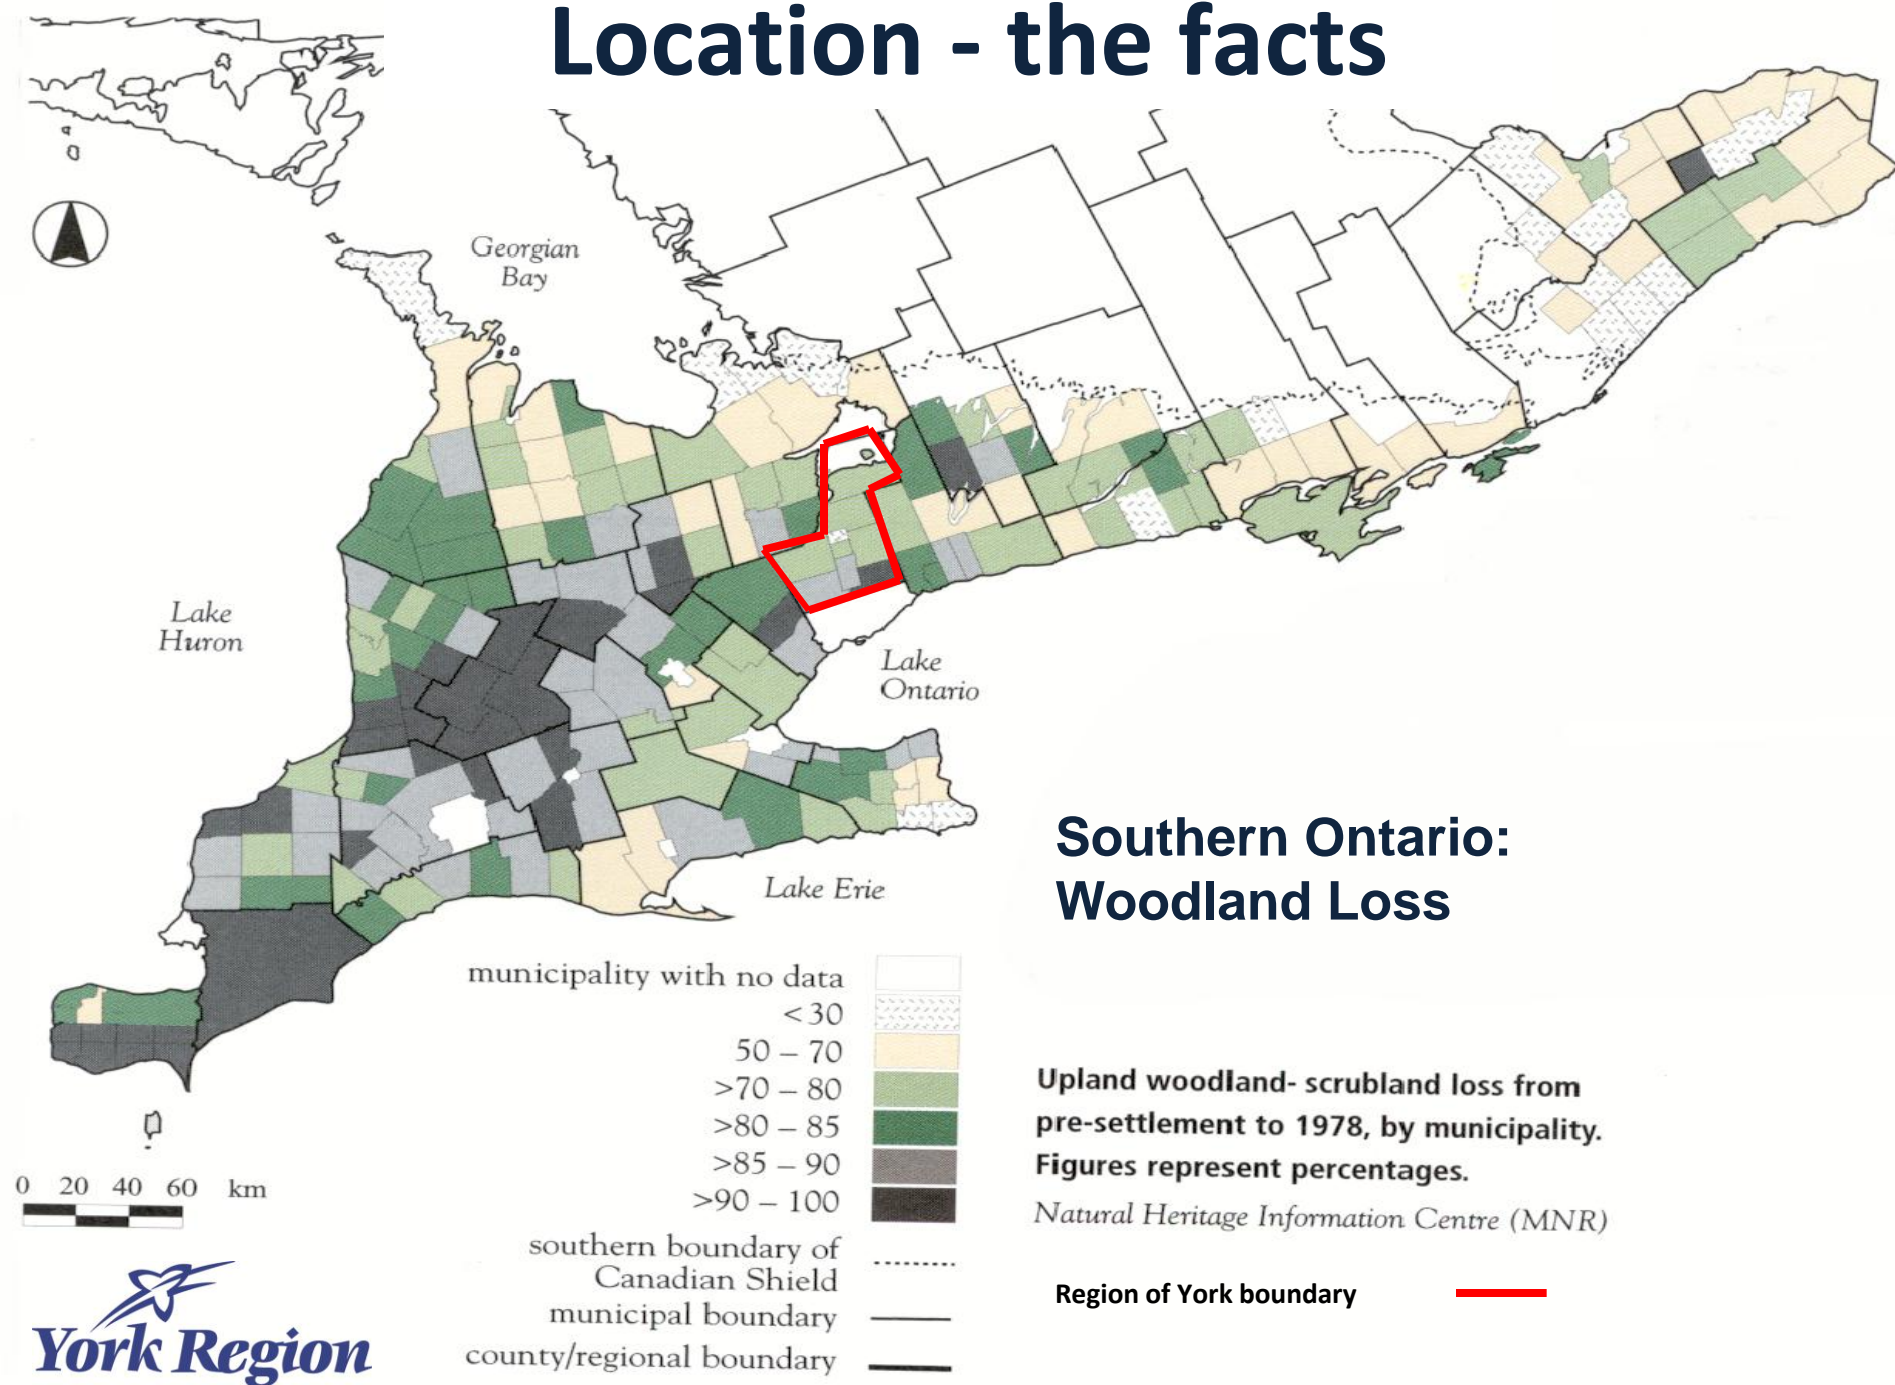 Location - the facts
Georgian
Bay
Lake
Huron
Lake
Ontario
Lake Erie
Southern Ontario:
Woodland Loss
municipality with no data
<30
50 – 70
>70 – 80
>80 – 85
>85 – 90
>90 – 100
southern boundary of
Canadian Shield
municipal boundary
county/regional boundary
Upland woodland- scrubland loss from
pre-settlement to 1978, by municipality.
Figures represent percentages.
Natural Heritage Information Centre (MNR)
Region of York boundary
0 20 40 60 km
York Region